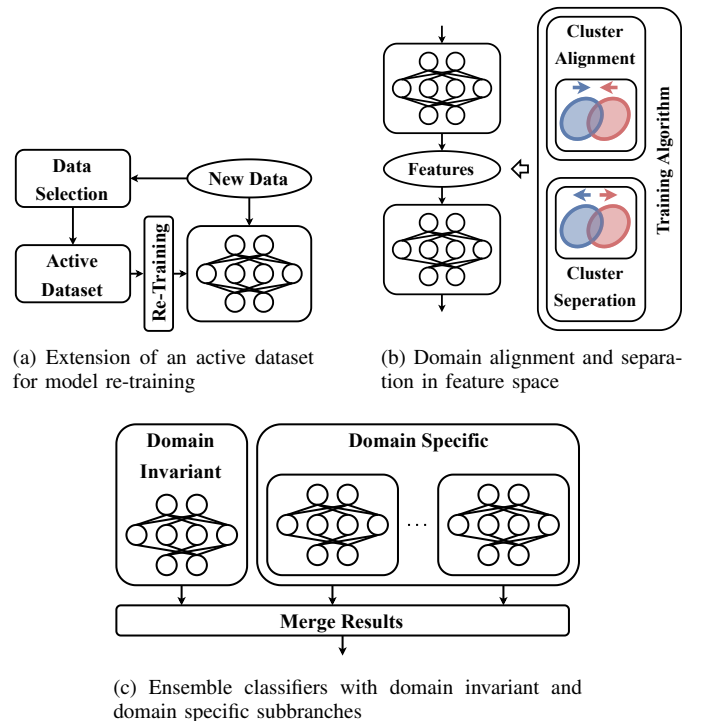 Data
Selection
New Data
Active
Dataset
Re-Training
(a) Extension of an active dataset
for model re-training
Features
Cluster
Alignment
Cluster
Seperation
Training Algorithm
(b) Domain alignment and separa-
tion in feature space
Domain
Invariant
Domain Specific
...
Merge Results
(c) Ensemble classifiers with domain invariant and
domain specific subbranches